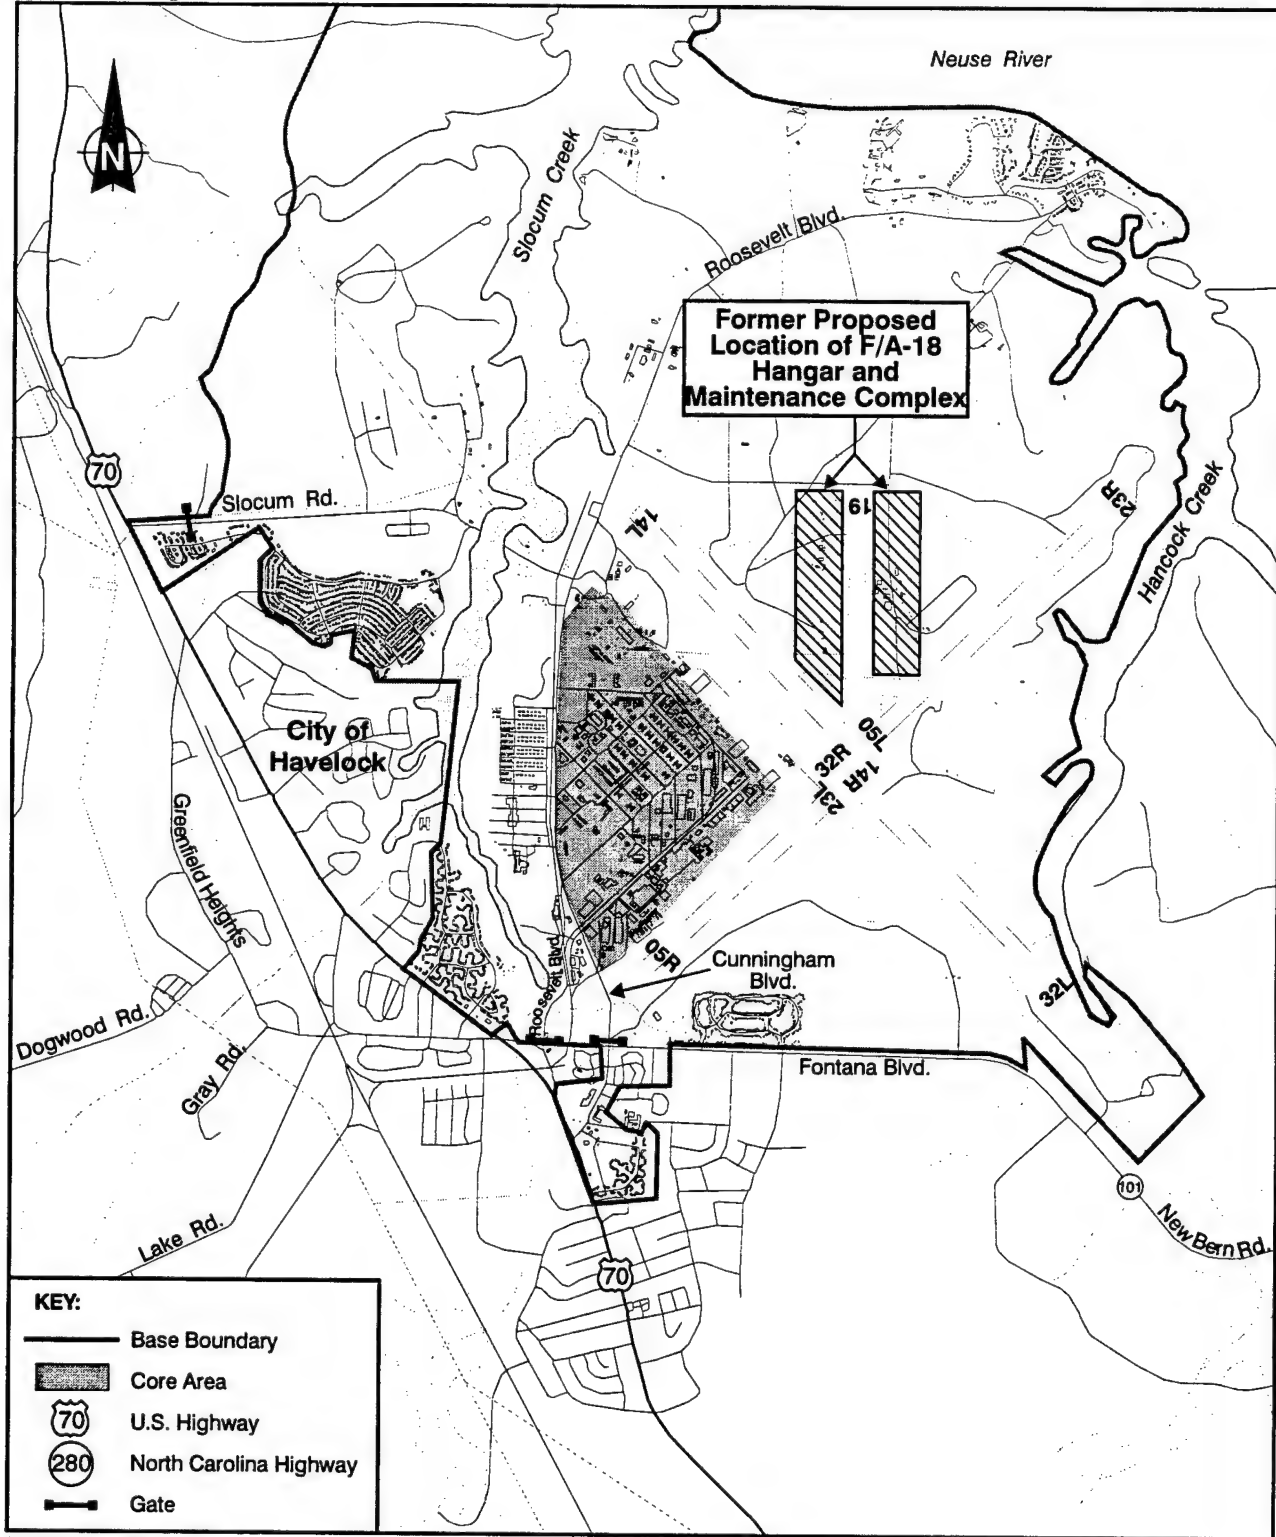 Neuse River
N
Slocum Creek
Roosevelt Blvd.
Former Proposed
Location of F/A-18
Hangar and
Maintenance Complex
70
Slocum Rd.
14L
19
23R
Hancock Creek
City of
Havelock
05L
32R
14R
23L
Greenfield Heights
05R
Cunningham
Blvd.
Roosevelt Blvd.
32L
Dogwood Rd.
Gray Rd.
Fontana Blvd.
101
New Bern Rd.
Lake Rd.
70
KEY:
Base Boundary
Core Area
70 U.S. Highway
280 North Carolina Highway
Gate